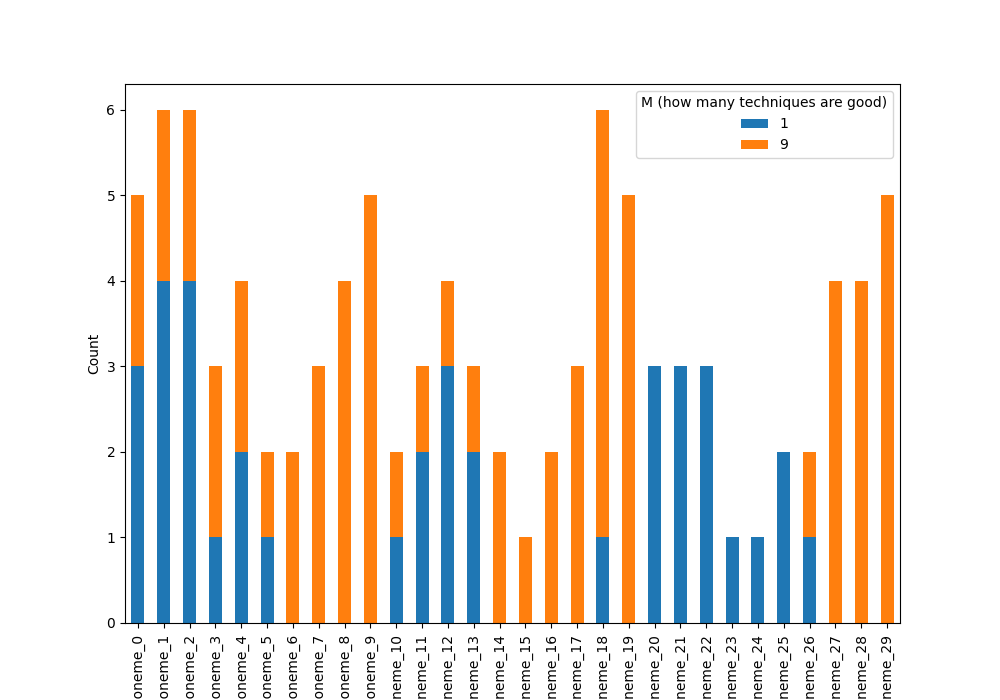 M (how many techniques are good)
1
9
6
5
4
3
2
1
0
Count
oneme_0
oneme_1
oneme_2
oneme_3
oneme_4
oneme_5
oneme_6
oneme_7
oneme_8
oneme_9
neme_10
neme_11
neme_12
neme_13
neme_14
neme_15
neme_16
neme_17
neme_18
neme_19
neme_20
neme_21
neme_22
neme_23
neme_24
neme_25
neme_26
neme_27
neme_28
neme_29